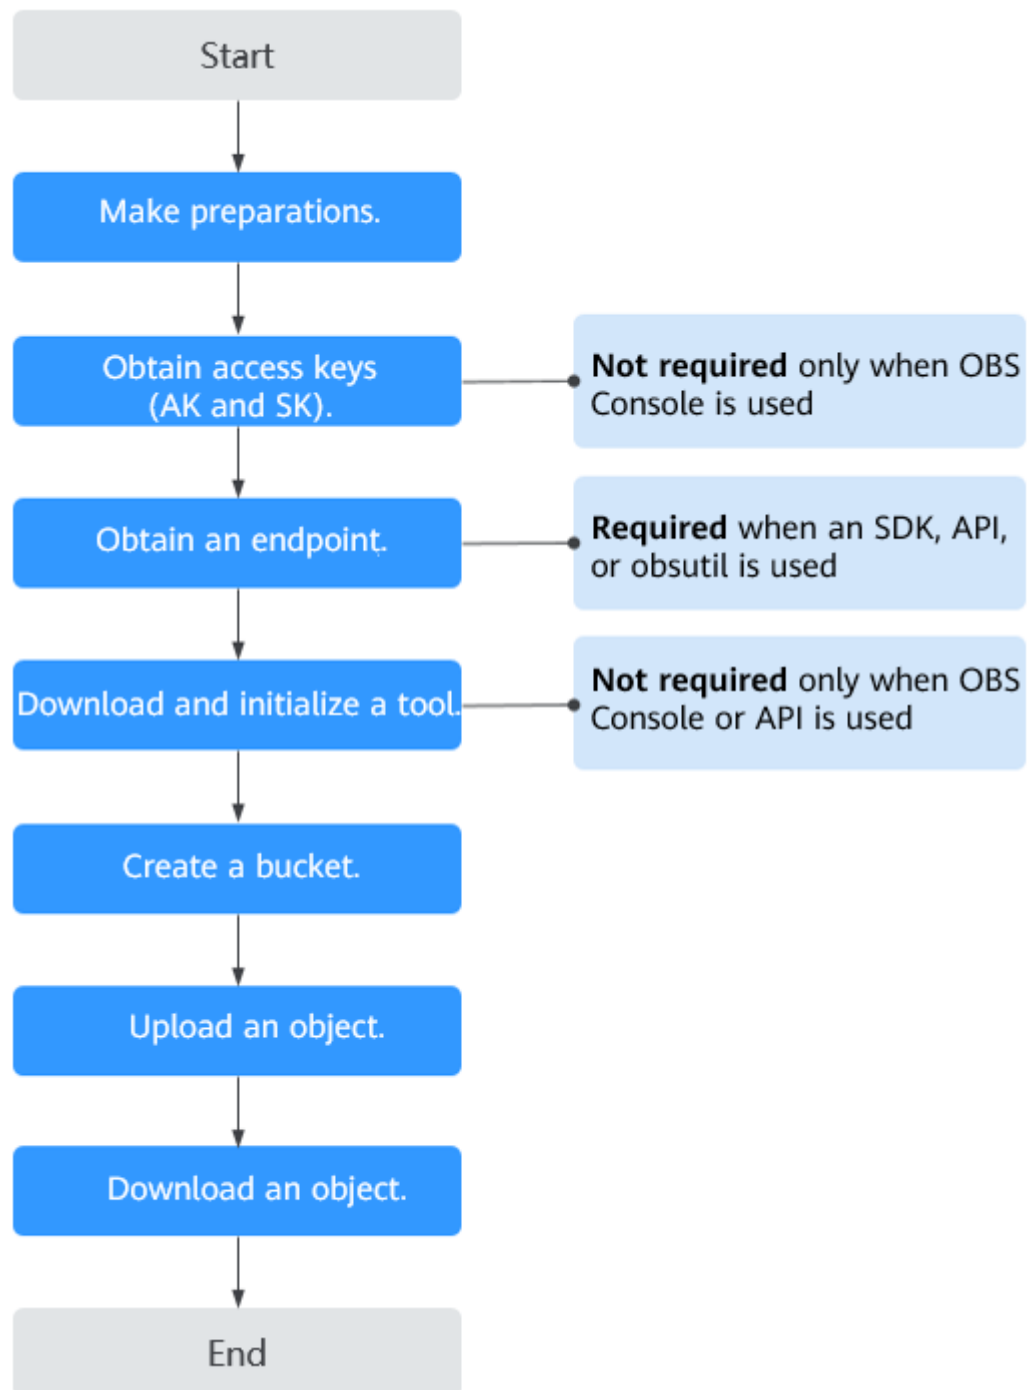 Start
Make preparations.
Obtain access keys
(AK and SK).
Not required only when OBS
Console is used
Obtain an endpoint.
Required when an SDK, API,
or obsutil is used
Download and initialize a tool.
Not required only when OBS
Console or API is used
Create a bucket.
Upload an object.
Download an object.
End